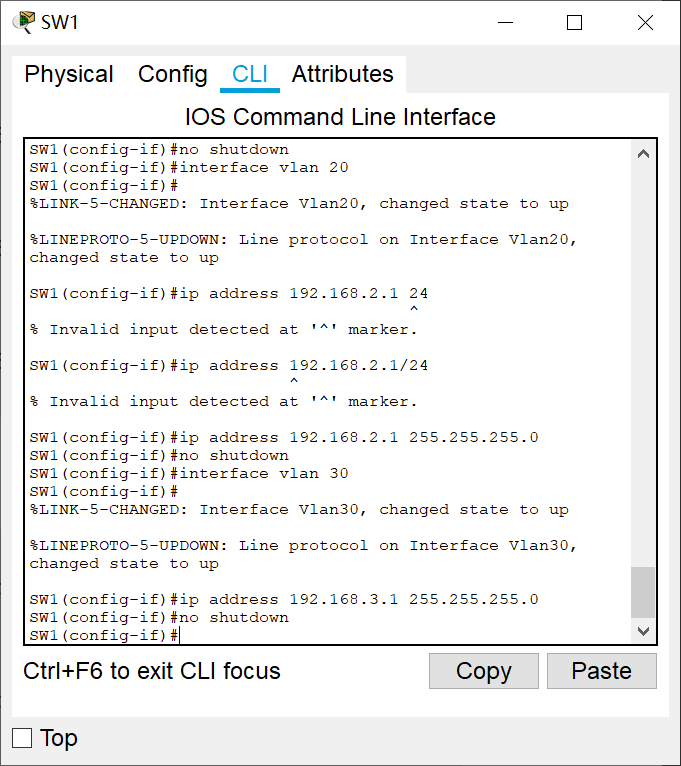 SW1
Physical Config CLI Attributes
IOS Command Line Interface
SW1(config-if)#no shutdown
SW1(config-if)#interface vlan 20
SW1(config-if)#
%LINK-5-CHANGED: Interface Vlan20, changed state to up
%LINEPROTO-5-UPDOWN: Line protocol on Interface Vlan20,
changed state to up
SW1(config-if)#ip address 192.168.2.1 24
^
% Invalid input detected at '^' marker.
SW1(config-if)#ip address 192.168.2.1/24
^
% Invalid input detected at '^' marker.
SW1(config-if)#ip address 192.168.2.1 255.255.255.0
SW1(config-if)#no shutdown
SW1(config-if)#interface vlan 30
SW1(config-if)#
%LINK-5-CHANGED: Interface Vlan30, changed state to up
%LINEPROTO-5-UPDOWN: Line protocol on Interface Vlan30,
changed state to up
SW1(config-if)#ip address 192.168.3.1 255.255.255.0
SW1(config-if)#no shutdown
SW1(config-if)#
Ctrl+F6 to exit CLI focus Copy Paste
Top